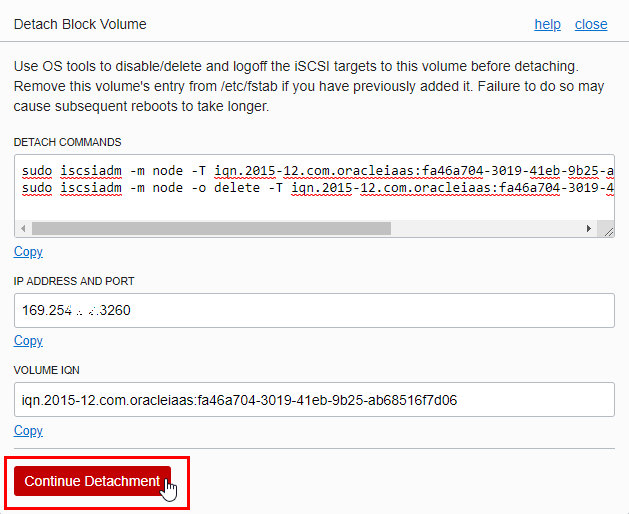 Detach Block Volume help close
Use OS tools to disable/delete and logoff the iSCSI targets to this volume before detaching.
Remove this volume's entry from /etc/fstab if you have previously added it. Failure to do so may
cause subsequent reboots to take longer.
DETACH COMMANDS
sudo iscsiadm -m node -T iqn.2015-12.com.oracleiaas:fa46a704-3019-41eb-9b25-a
sudo iscsiadm -m node -o delete -T iqn.2015-12.com.oracleiaas:fa46a704-3019-4
Copy
IP ADDRESS AND PORT
169.254 3260
Copy
VOLUME IQN
iqn.2015-12.com.oracleiaas:fa46a704-3019-41eb-9b25-ab68516f7d06
Copy
Continue Detachment